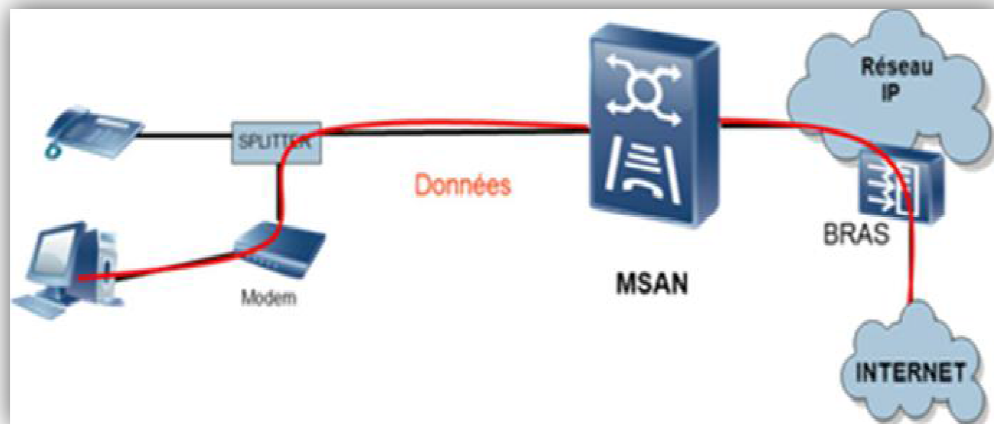 Réseau
IP
SPLITTER
Données
BRAS
MSAN
Modem
INTERNET